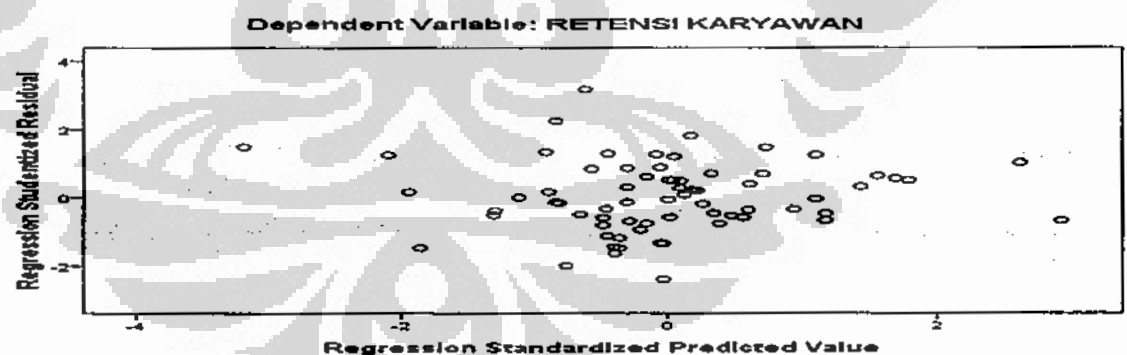 Dependent Variable: RETENSI KARYAWAN
Regression Studentized Residual
4
2
0
-2
-4
-2
0
2
Regression Standardized Predicted Value